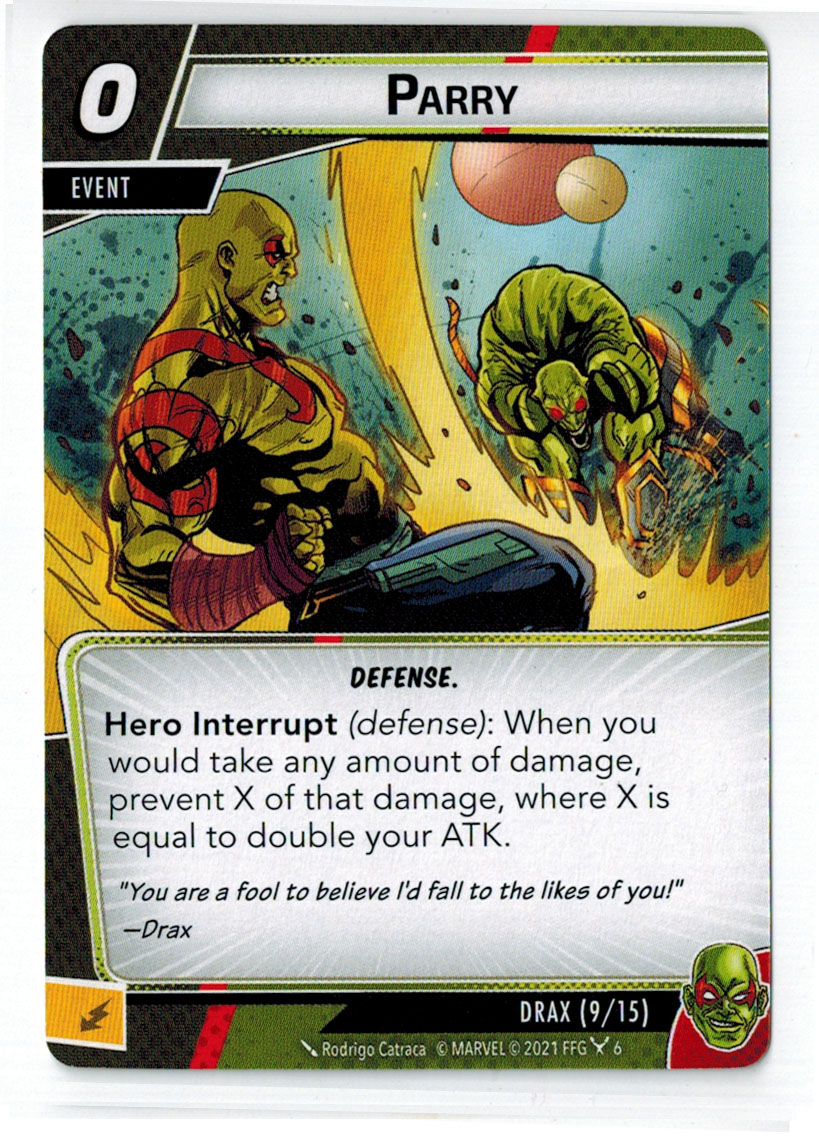 0
PARRY
EVENT
DEFENSE.
Hero Interrupt (defense): When you
would take any amount of damage,
prevent X of that damage, where X is
equal to double your ATK.
"You are a fool to believe I'd fall to the likes of you!"
—Drax
DRAX (9/15)
Rodrigo Catraca © MARVEL © 2021 FFG 6